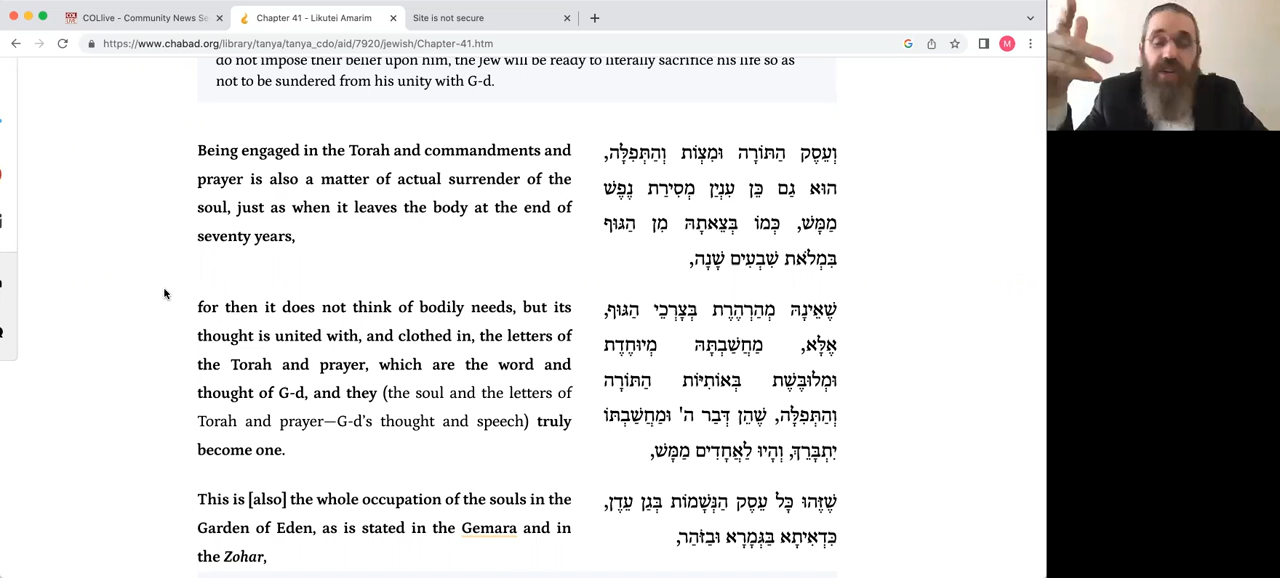 COLlive - Community News Se
Chapter 41 - Likutei Amarim
Site is not secure
https://www.chabad.org/library/tanya/tanya_cdo/aid/7920/jewish/Chapter-41.htm
M
do not impose their belief upon him, the Jew will be ready to literally sacrifice his life so as
not to be sundered from his unity with G-d.
Being engaged in the Torah and commandments and
prayer is also a matter of actual surrender of the
soul, just as when it leaves the body at the end of
seventy years,
וְעֵסֶק הַתּוֹרָה וּמִצְוֹת וְהַתְּפִלָּה,
הוּא גַּם כֵּן עִנְיַן מְסִירַת נֶפֶשׁ
מַמָּשׁ, כְּמוֹ בְּצֵאתָהּ מִן הַגּוּף
בִּמְלֹאת שִׁבְעִים שָׁנָה,
for then it does not think of bodily needs, but its
thought is united with, and clothed in, the letters of
the Torah and prayer, which are the word and
thought of G-d, and they (the soul and the letters of
Torah and prayer—G-d’s thought and speech) truly
become one.
שֶׁאֵינָהּ מְהַרְהֶרֶת בְּצָרְכֵי הַגּוּף,
אֶלָּא, מַחֲשַׁבְתָּהּ מְיוּחֶדֶת
וּמְלוּבֶּשֶׁת בְּאוֹתִיּוֹת הַתּוֹרָה
וְהַתְּפִלָּה, שֶׁהֵן דְּבַר ה' וּמַחֲשַׁבְתּוֹ
יִתְבָּרֵךְ, וְהָיוּ לַאֲחָדִים מַמָּשׁ,
This is [also] the whole occupation of the souls in the
Garden of Eden, as is stated in the Gemara and in
the Zohar,
שֶׁזֶּהוּ כָּל עֵסֶק הַנְּשָׁמוֹת בְּגַן עֵדֶן,
כִּדְאִיתָא בַּגְּמָרָא וּבַזֹּהַר,